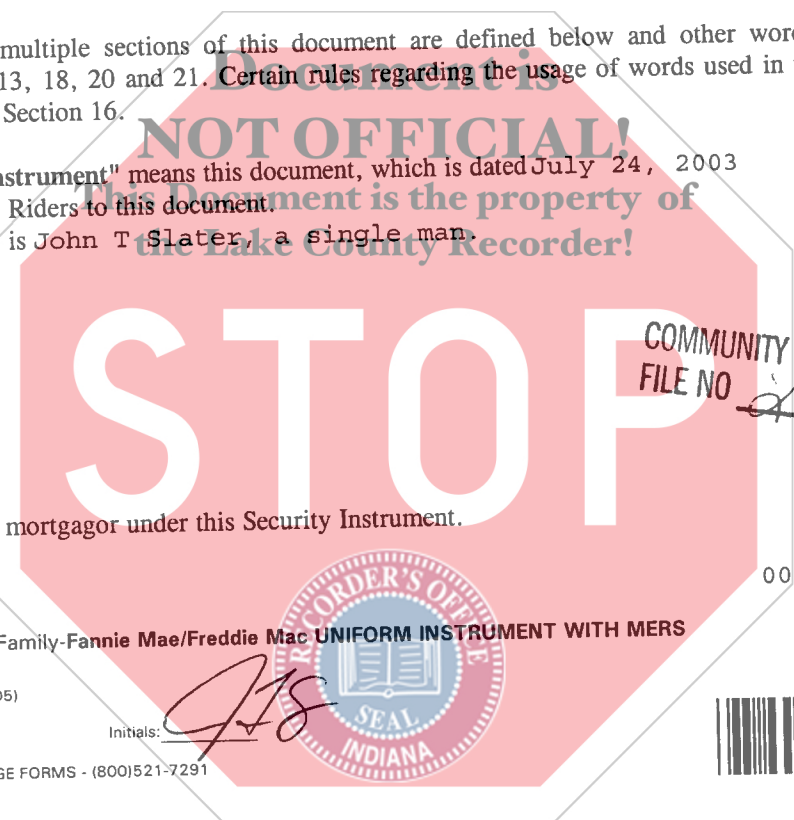 multiple sections of this document are defined below and other wor
13, 18, 20 and 21. Certain rules regarding the usage of words used in
Section 16.
Document is
NOT OFFICIAL!
This Document is the property of
the Lake County Recorder!
nstrument" means this document, which is dated July 24, 2003
Riders to this document.
is John T Slater, a single man.
STOP
COMMUNITY
FILE NO
mortgagor under this Security Instrument.
00
Family-Fannie Mae/Freddie Mac UNIFORM INSTRUMENT WITH MERS
05)
Initials: JTS
GE FORMS - (800)521-7291
RECORDER'S OFFICE
SEAL
INDIANA